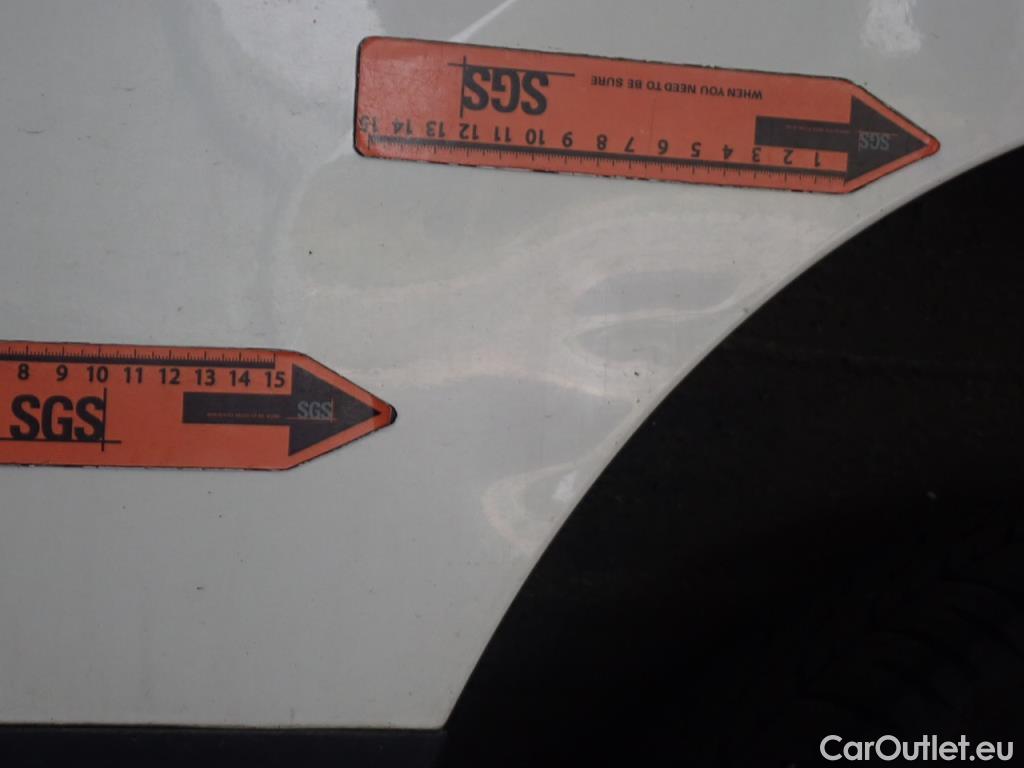 SGS
WHEN YOU NEED TO BE SURE
15 14 13 12 11 10 9 8 7 6 5 4 3 2 1
SGS
8 9 10 11 12 13 14 15
SGS
SGS
CarOutlet.eu